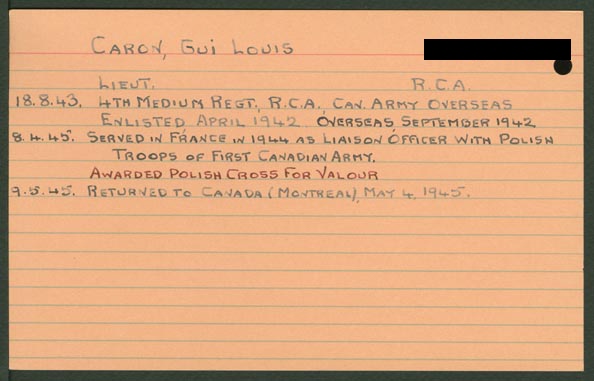 CARON, GUI LOUIS
LIEUT. R.C.A.
18.8.43. 4TH MEDIUM REGT., R.C.A., CAN. ARMY OVERSEAS
ENLISTED APRIL 1942 OVERSEAS SEPTEMBER 1942
8.4.45. SERVED IN FRANCE IN 1944 AS LIAISON OFFICER WITH POLISH
TROOPS OF FIRST CANADIAN ARMY.
AWARDED POLISH CROSS FOR VALOUR
9.5.45. RETURNED TO CANADA (MONTREAL), MAY 4, 1945.